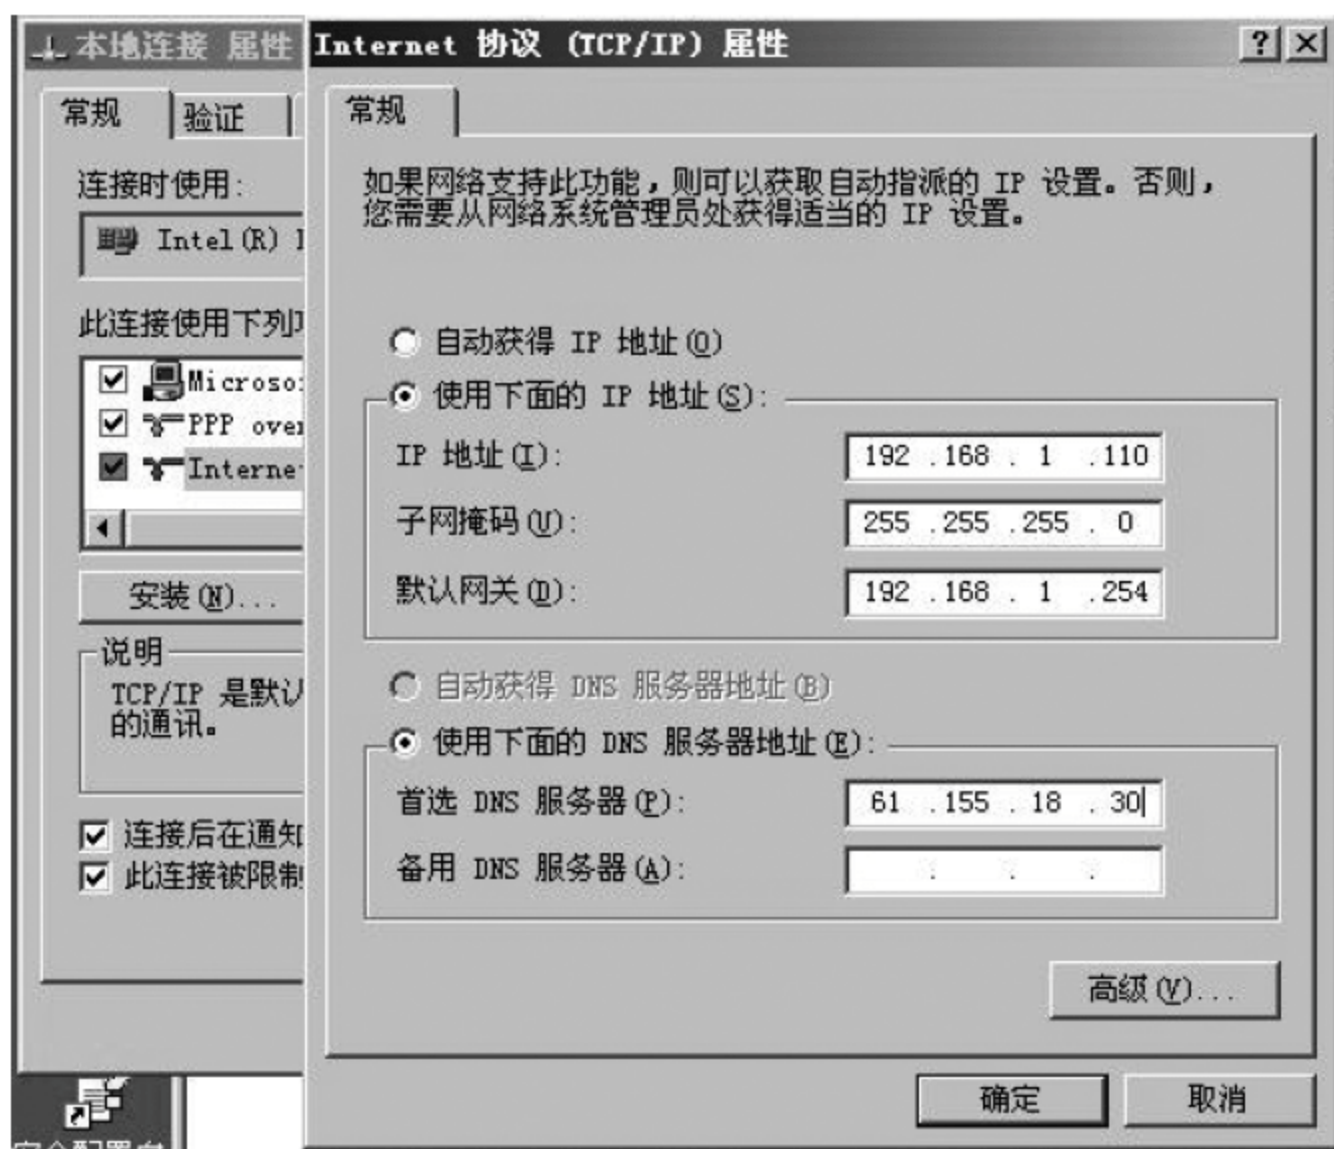 本地连接 属性
常规
验证
连接时使用:
Intel(R)
此连接使用下列
Microso
PPP over
Interne
安装(N)...
说明
TCP/IP 是默认
的通讯。
连接后在通知
此连接被限制
Internet 协议 (TCP/IP) 属性
常规
如果网络支持此功能，则可以获取自动指派的 IP 设置。否则，
您需要从网络系统管理员处获得适当的 IP 设置。
自动获得 IP 地址(O)
使用下面的 IP 地址(S):
IP 地址(I): 192 .168 . 1 .110
子网掩码(U): 255 .255 .255 . 0
默认网关(D): 192 .168 . 1 .254
自动获得 DNS 服务器地址(B)
使用下面的 DNS 服务器地址(E):
首选 DNS 服务器(P): 61 .155 . 18 . 30
备用 DNS 服务器(A): . . .
高级(V)...
确定
取消